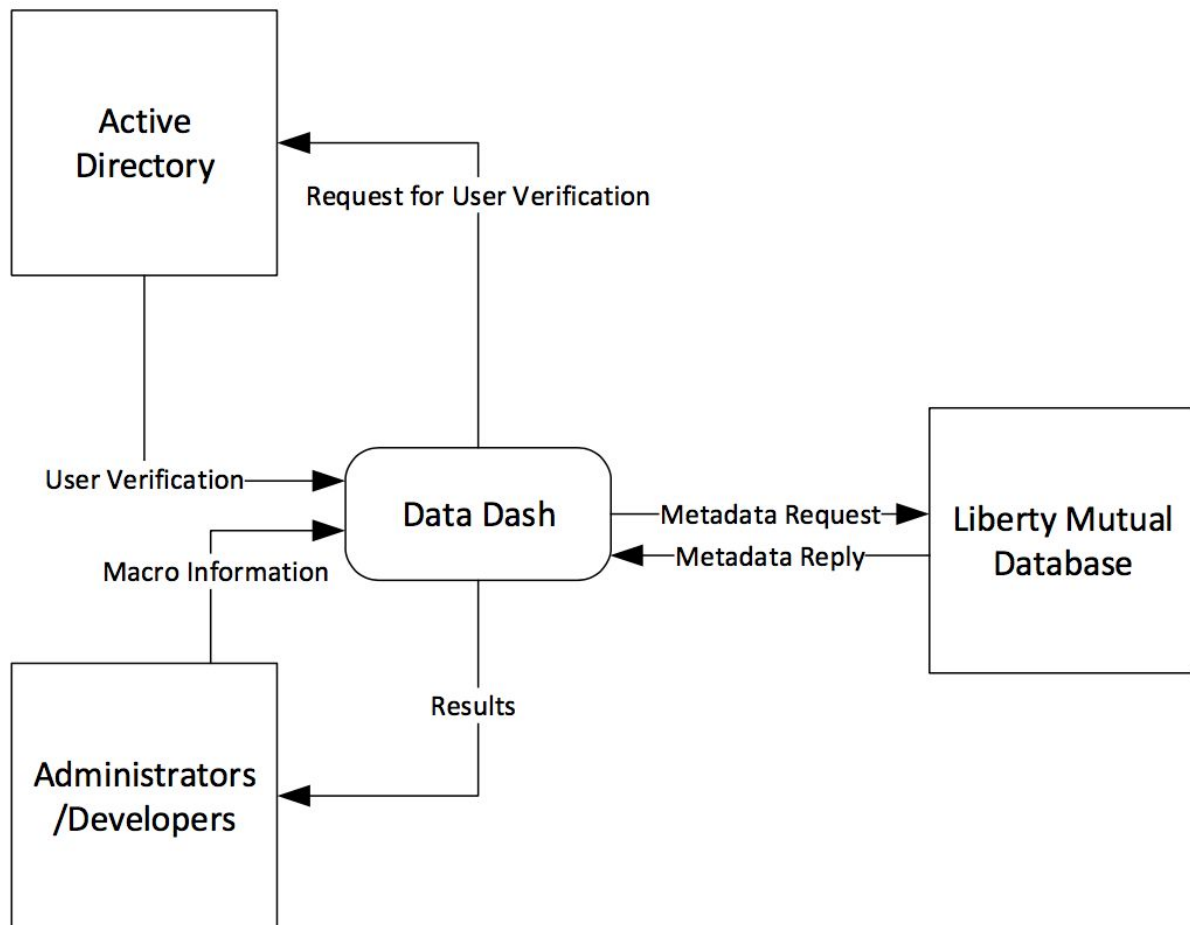 Active
Directory
Request for User Verification
User Verification
Data Dash
Metadata Request
Metadata Reply
Liberty Mutual
Database
Macro Information
Results
Administrators
/Developers